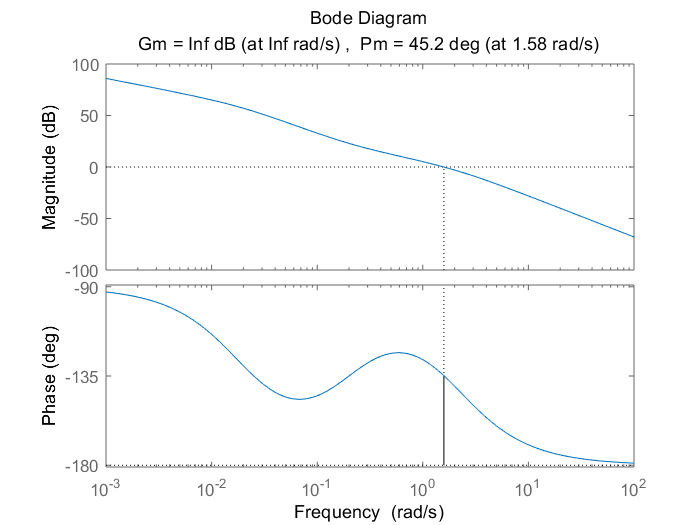 Bode Diagram
Gm = Inf dB (at Inf rad/s) ,  Pm = 45.2 deg (at 1.58 rad/s)
Magnitude (dB)
100
50
0
-50
-100
Phase (deg)
-90
-135
-180
10^-3 10^-2 10^-1 10^0 10^1 10^2
Frequency  (rad/s)